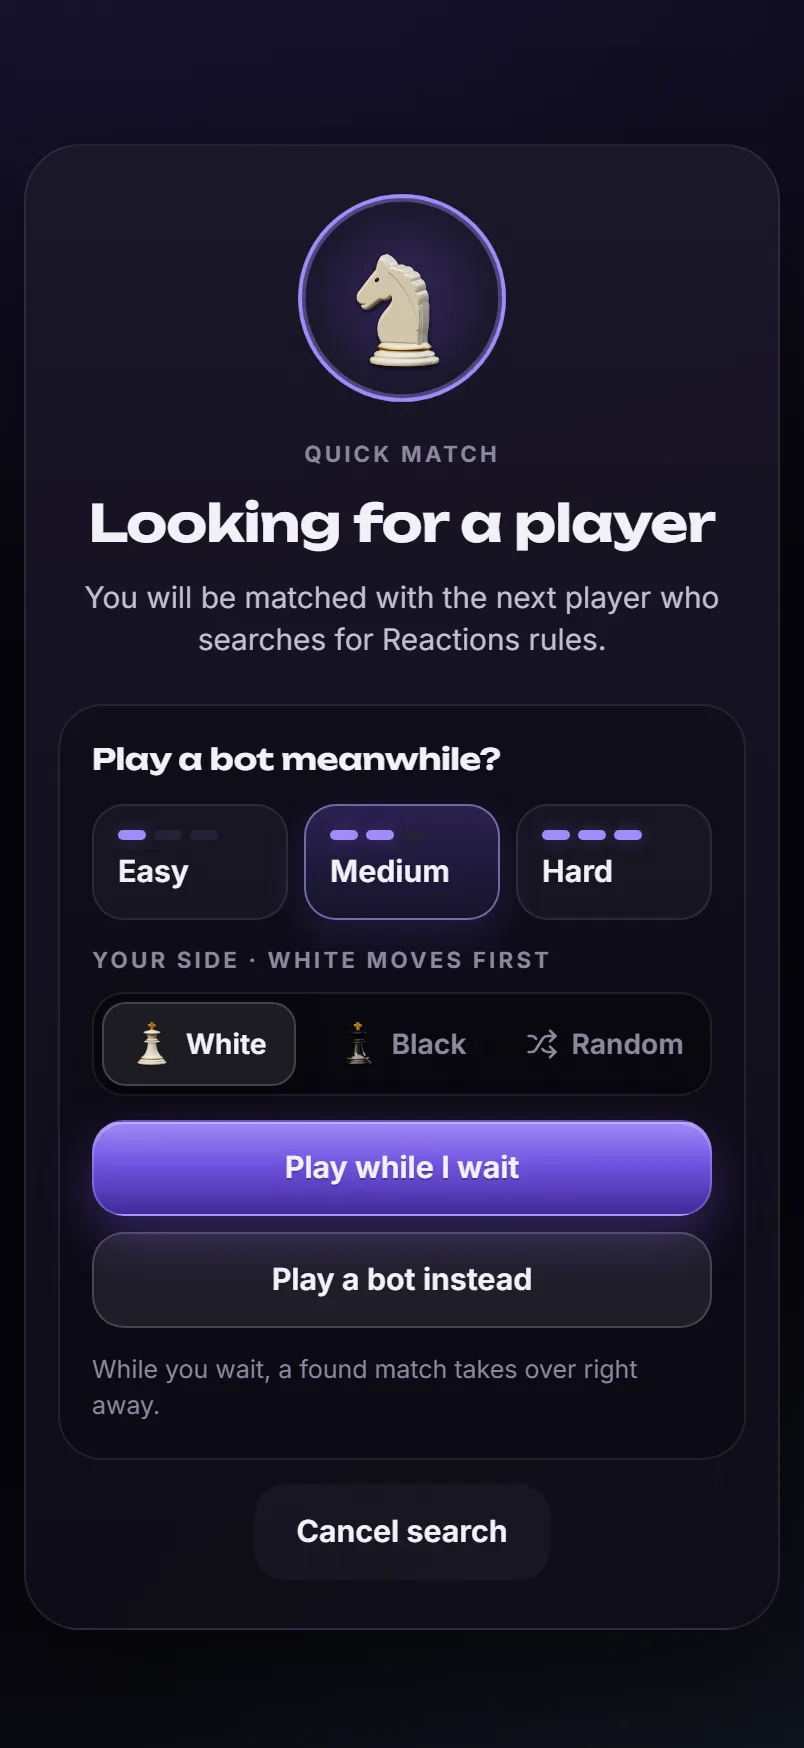 QUICK MATCH
Looking for a player
You will be matched with the next player who
searches for Reactions rules.
Play a bot meanwhile?
Easy
Medium
Hard
YOUR SIDE · WHITE MOVES FIRST
White
Black
Random
Play while I wait
Play a bot instead
While you wait, a found match takes over right
away.
Cancel search